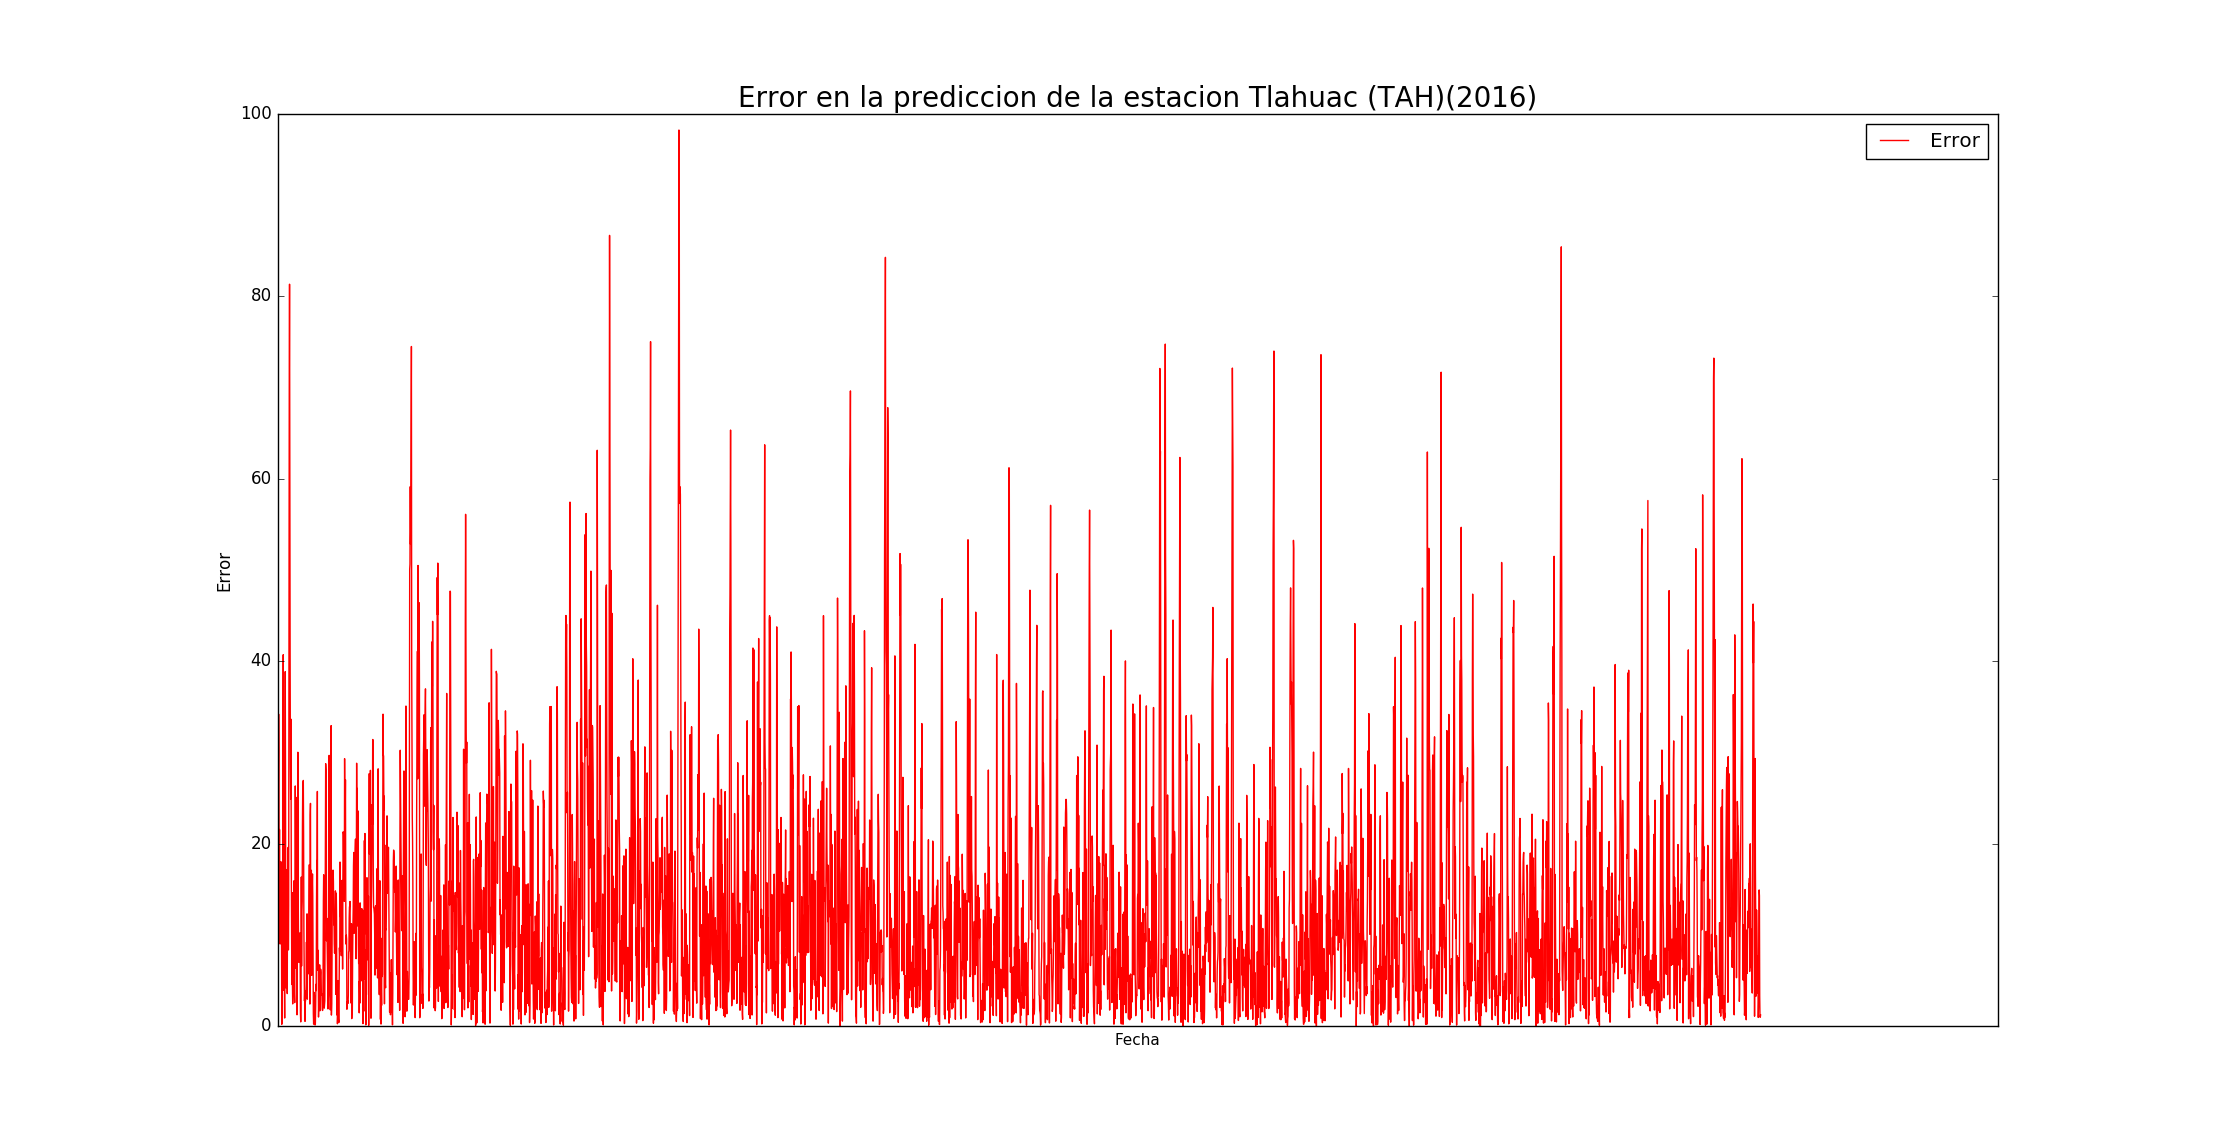 Error en la prediccion de la estacion Tlahuac (TAH)(2016)
100
80
60
40
20
0
Error
Error
Fecha